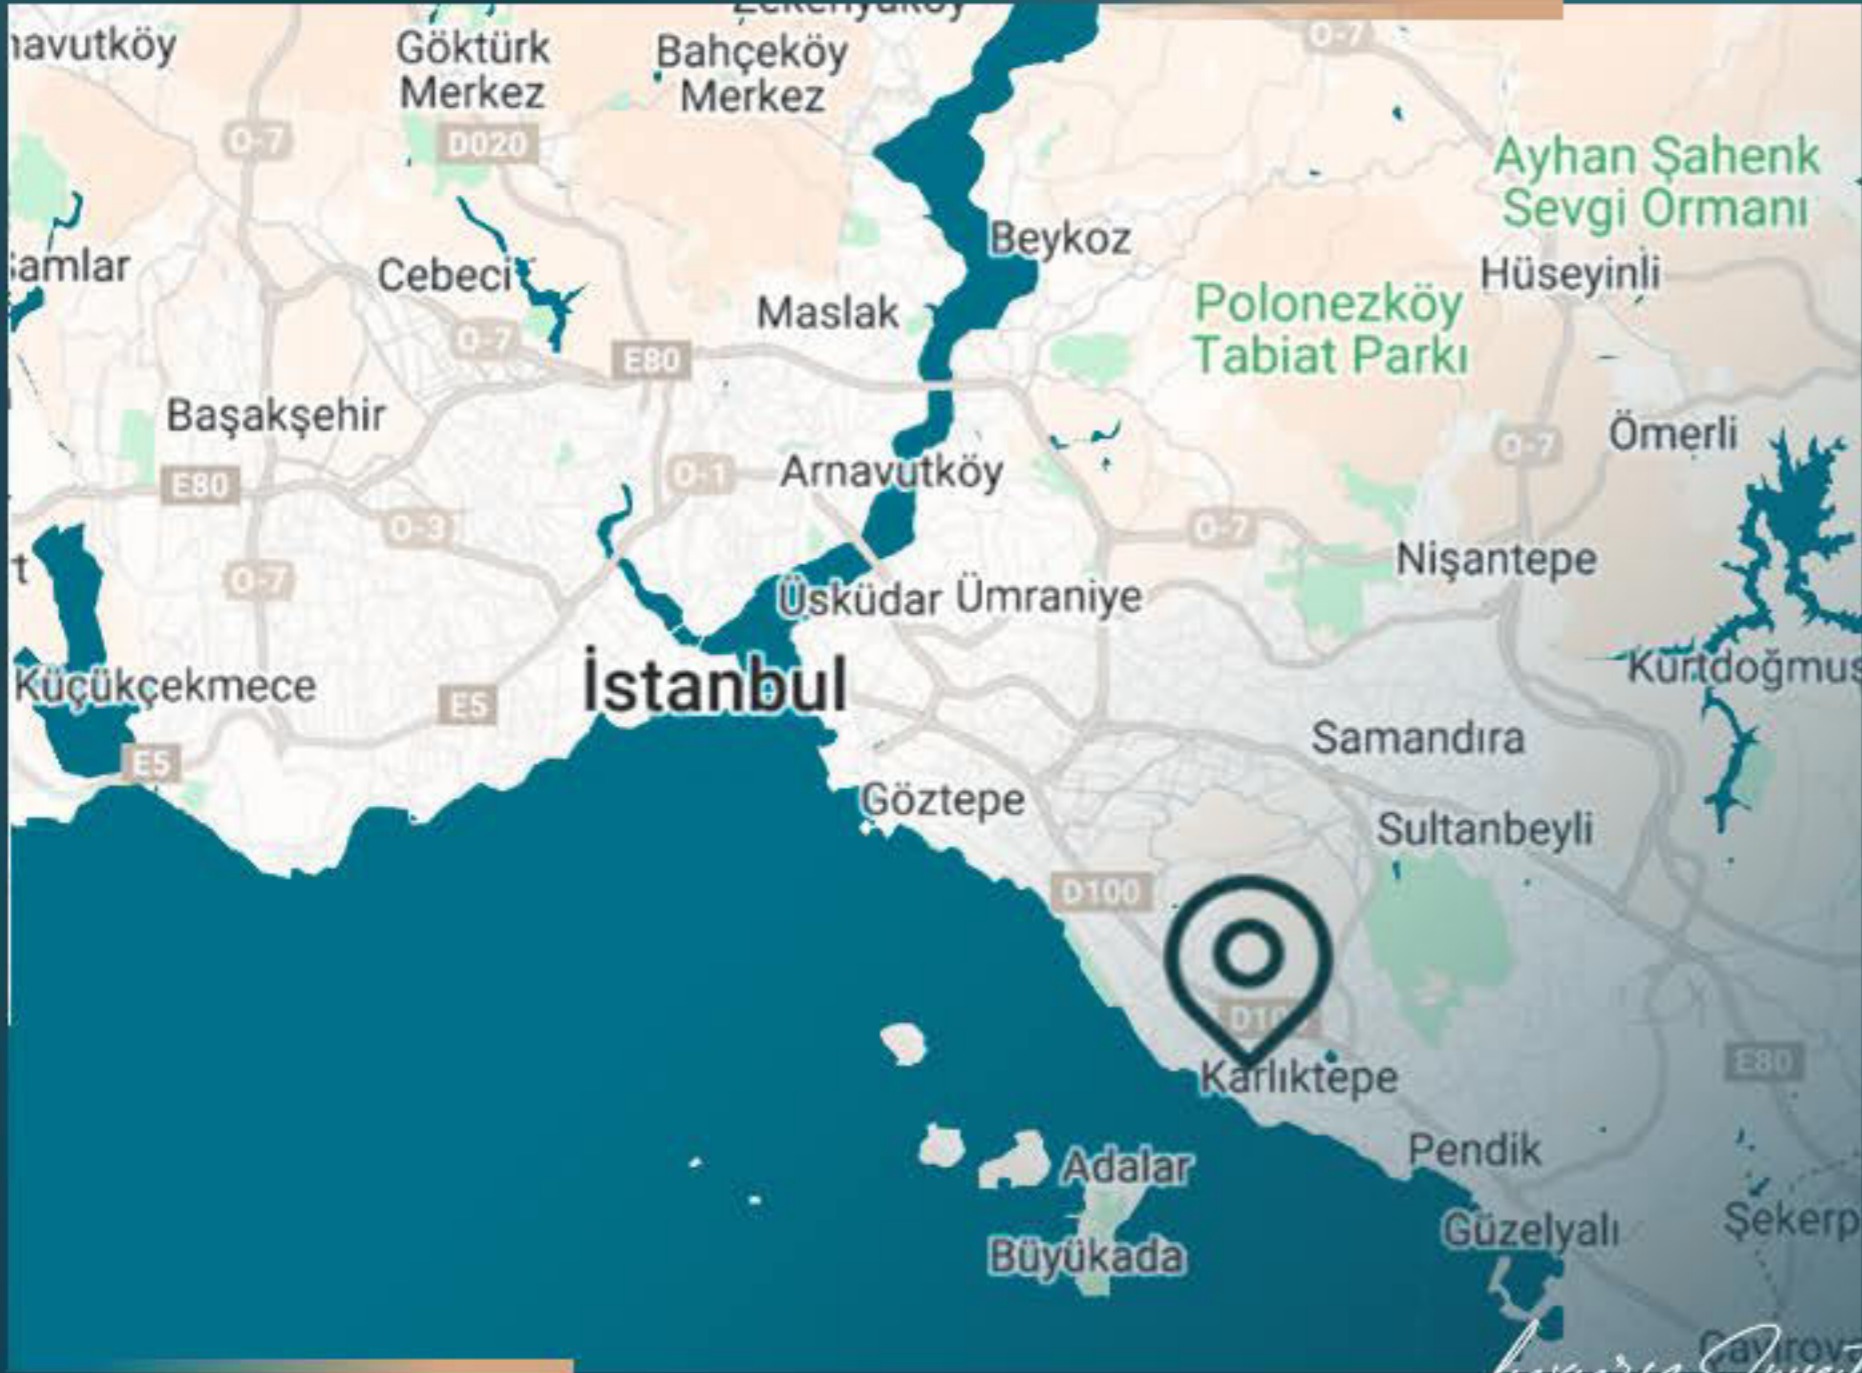 Göktürk
Merkez
Bahçeköy
Merkez
O-7
O-7
D020
Ayhan Şahenk
Sevgi Ormanı
Beykoz
Hüseyinli
Cebeci
Maslak
Polonezköy
Tabiat Parkı
O-7
E80
Başakşehir
Ömerli
O-7
E80
O-1
Arnavutköy
O-3
O-7
O-7
Nişantepe
Üsküdar
Ümraniye
İstanbul
Kurtdoğmuş
Küçükçekmece
E5
E5
Samandıra
Göztepe
Sultanbeyli
D100
Karlıktepe
E80
Pendik
Adalar
Güzelyalı
Büyükada